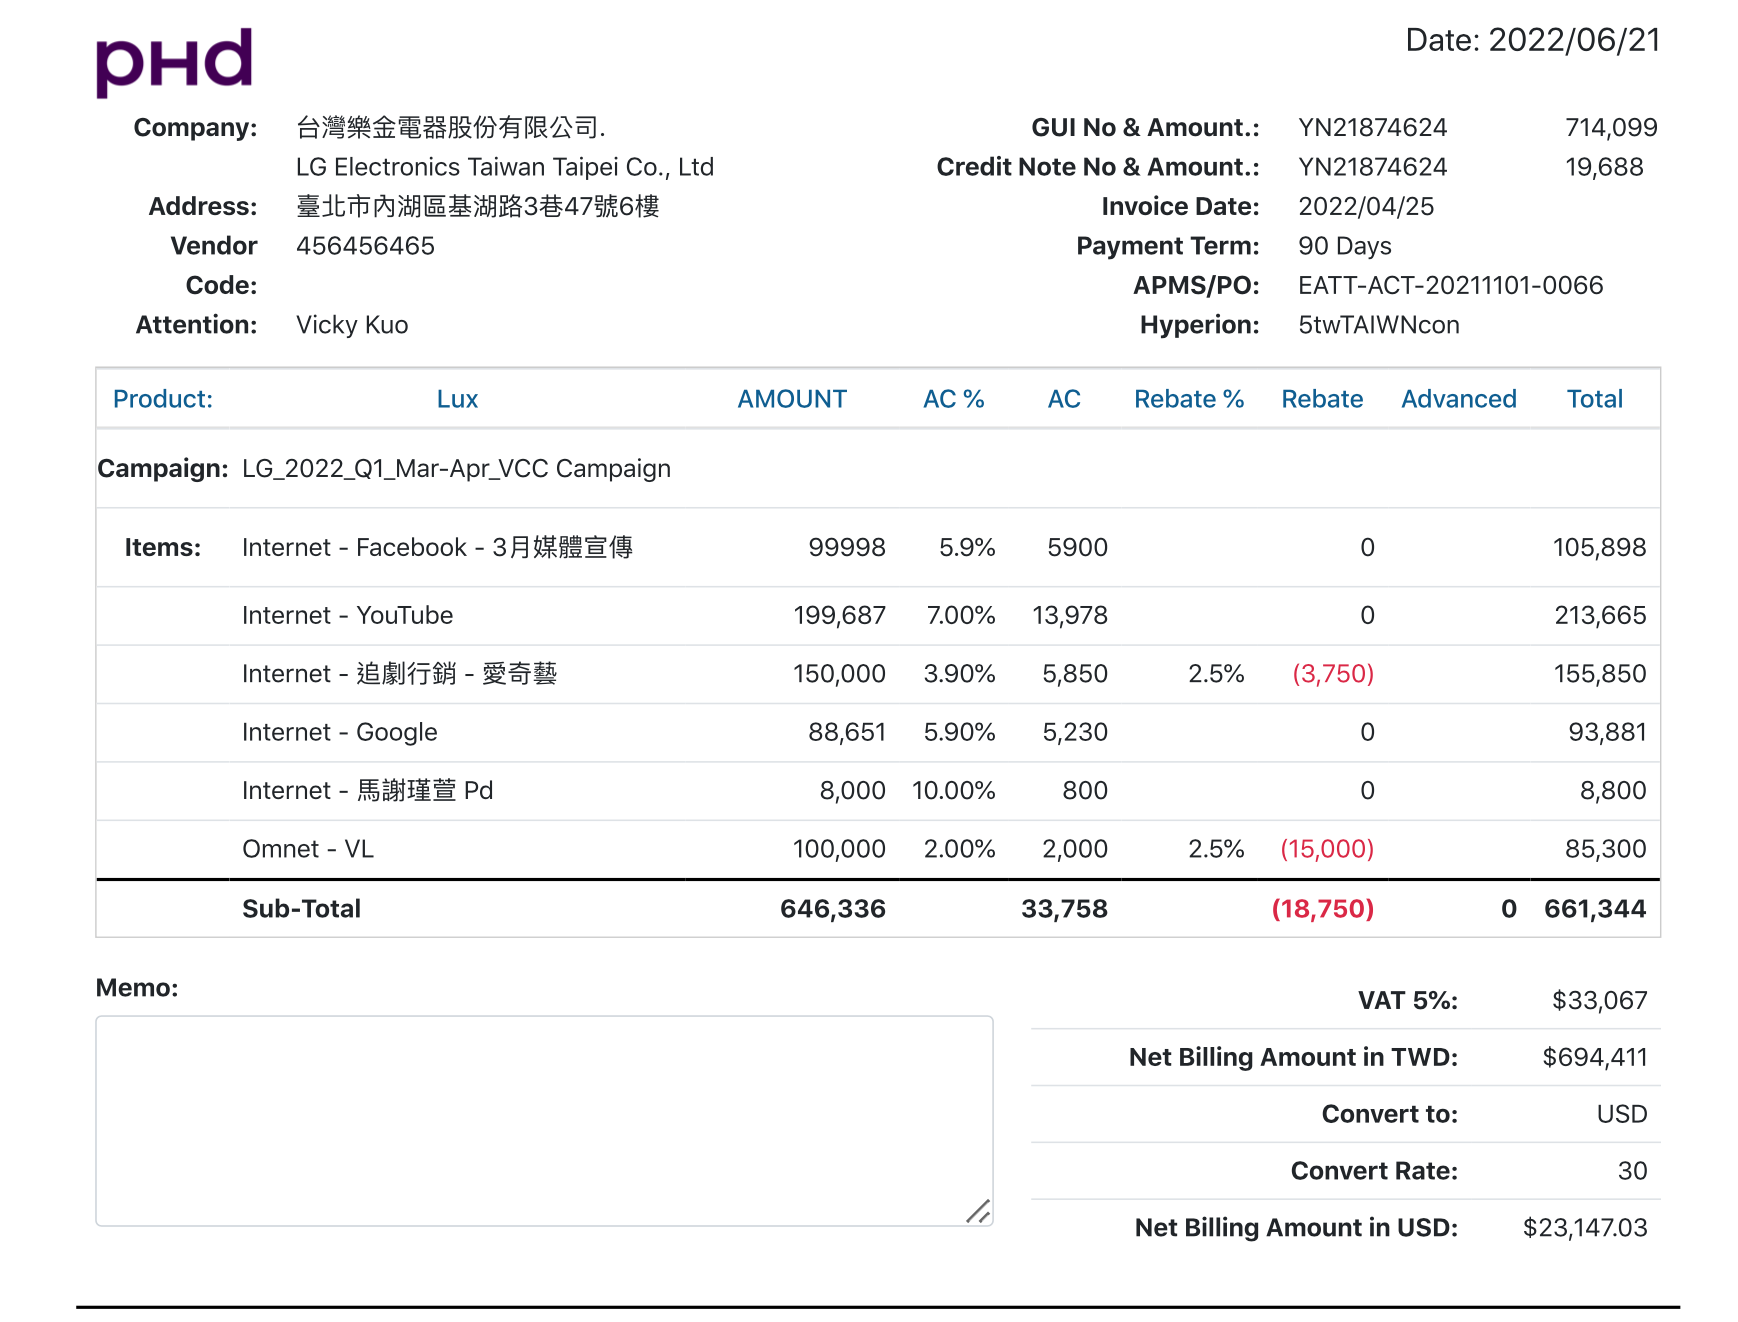 pHd
Date: 2022/06/21
Company: 台灣樂金電器股份有限公司.
LG Electronics Taiwan Taipei Co., Ltd
Address: 臺北市內湖區基湖路3巷47號6樓
Vendor Code: 456456465
Attention: Vicky Kuo
GUI No & Amount.: YN21874624 714,099
Credit Note No & Amount.: YN21874624 19,688
Invoice Date: 2022/04/25
Payment Term: 90 Days
APMS/PO: EATT-ACT-20211101-0066
Hyperion: 5twTAIWNcon
Product: Lux AMOUNT AC % AC Rebate % Rebate Advanced Total
Campaign: LG_2022_Q1_Mar-Apr_VCC Campaign
Items: Internet - Facebook - 3月媒體宣傳 99998 5.9% 5900 0 105,898
Internet - YouTube 199,687 7.00% 13,978 0 213,665
Internet - 追劇行銷 - 愛奇藝 150,000 3.90% 5,850 2.5% (3,750) 155,850
Internet - Google 88,651 5.90% 5,230 0 93,881
Internet - 馬謝瑾萱 Pd 8,000 10.00% 800 0 8,800
Omnet - VL 100,000 2.00% 2,000 2.5% (15,000) 85,300
Sub-Total 646,336 33,758 (18,750) 0 661,344
Memo:
VAT 5%: $33,067
Net Billing Amount in TWD: $694,411
Convert to: USD
Convert Rate: 30
Net Billing Amount in USD: $23,147.03